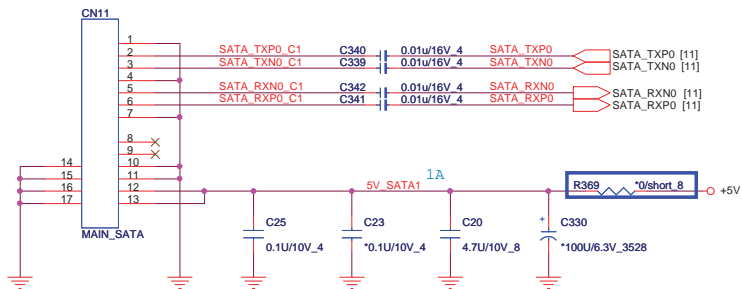 CN11
1
2 SATA_TXP0_C1 C340 0.01u/16V_4 SATA_TXP0 SATA_TXP0 [11]
3 SATA_TXN0_C1 C339 0.01u/16V_4 SATA_TXN0 SATA_TXN0 [11]
4
5 SATA_RXN0_C1 C342 0.01u/16V_4 SATA_RXN0 SATA_RXN0 [11]
6 SATA_RXP0_C1 C341 0.01u/16V_4 SATA_RXP0 SATA_RXP0 [11]
7
8
9
14 10
15 11
16 12 5V_SATA1 1A R369 *0/short_8 +5V
17 13
MAIN_SATA
C25 C23 C20 + C330
0.1U/10V_4 *0.1U/10V_4 4.7U/10V_8 *100U/6.3V_3528